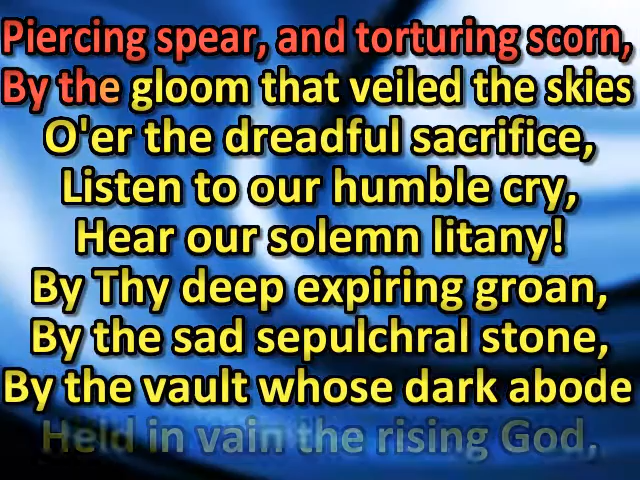 Piercing spear, and torturing scorn,
By the gloom that veiled the skies
O'er the dreadful sacrifice,
Listen to our humble cry,
Hear our solemn litany!
By Thy deep expiring groan,
By the sad sepulchral stone,
By the vault whose dark abode
Held in vain the rising God,